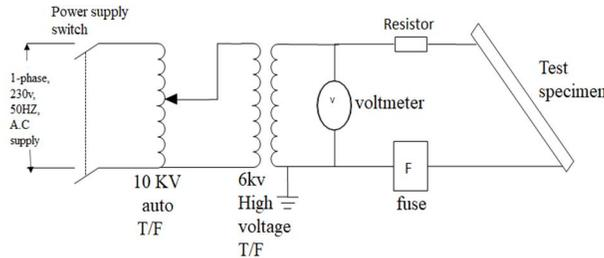 Power supply
switch
1-phase,
230v,
50HZ,
A.C
supply
10 KV
auto
T/F
6kv
High
voltage
T/F
V
voltmeter
Resistor
F
fuse
Test
specimen